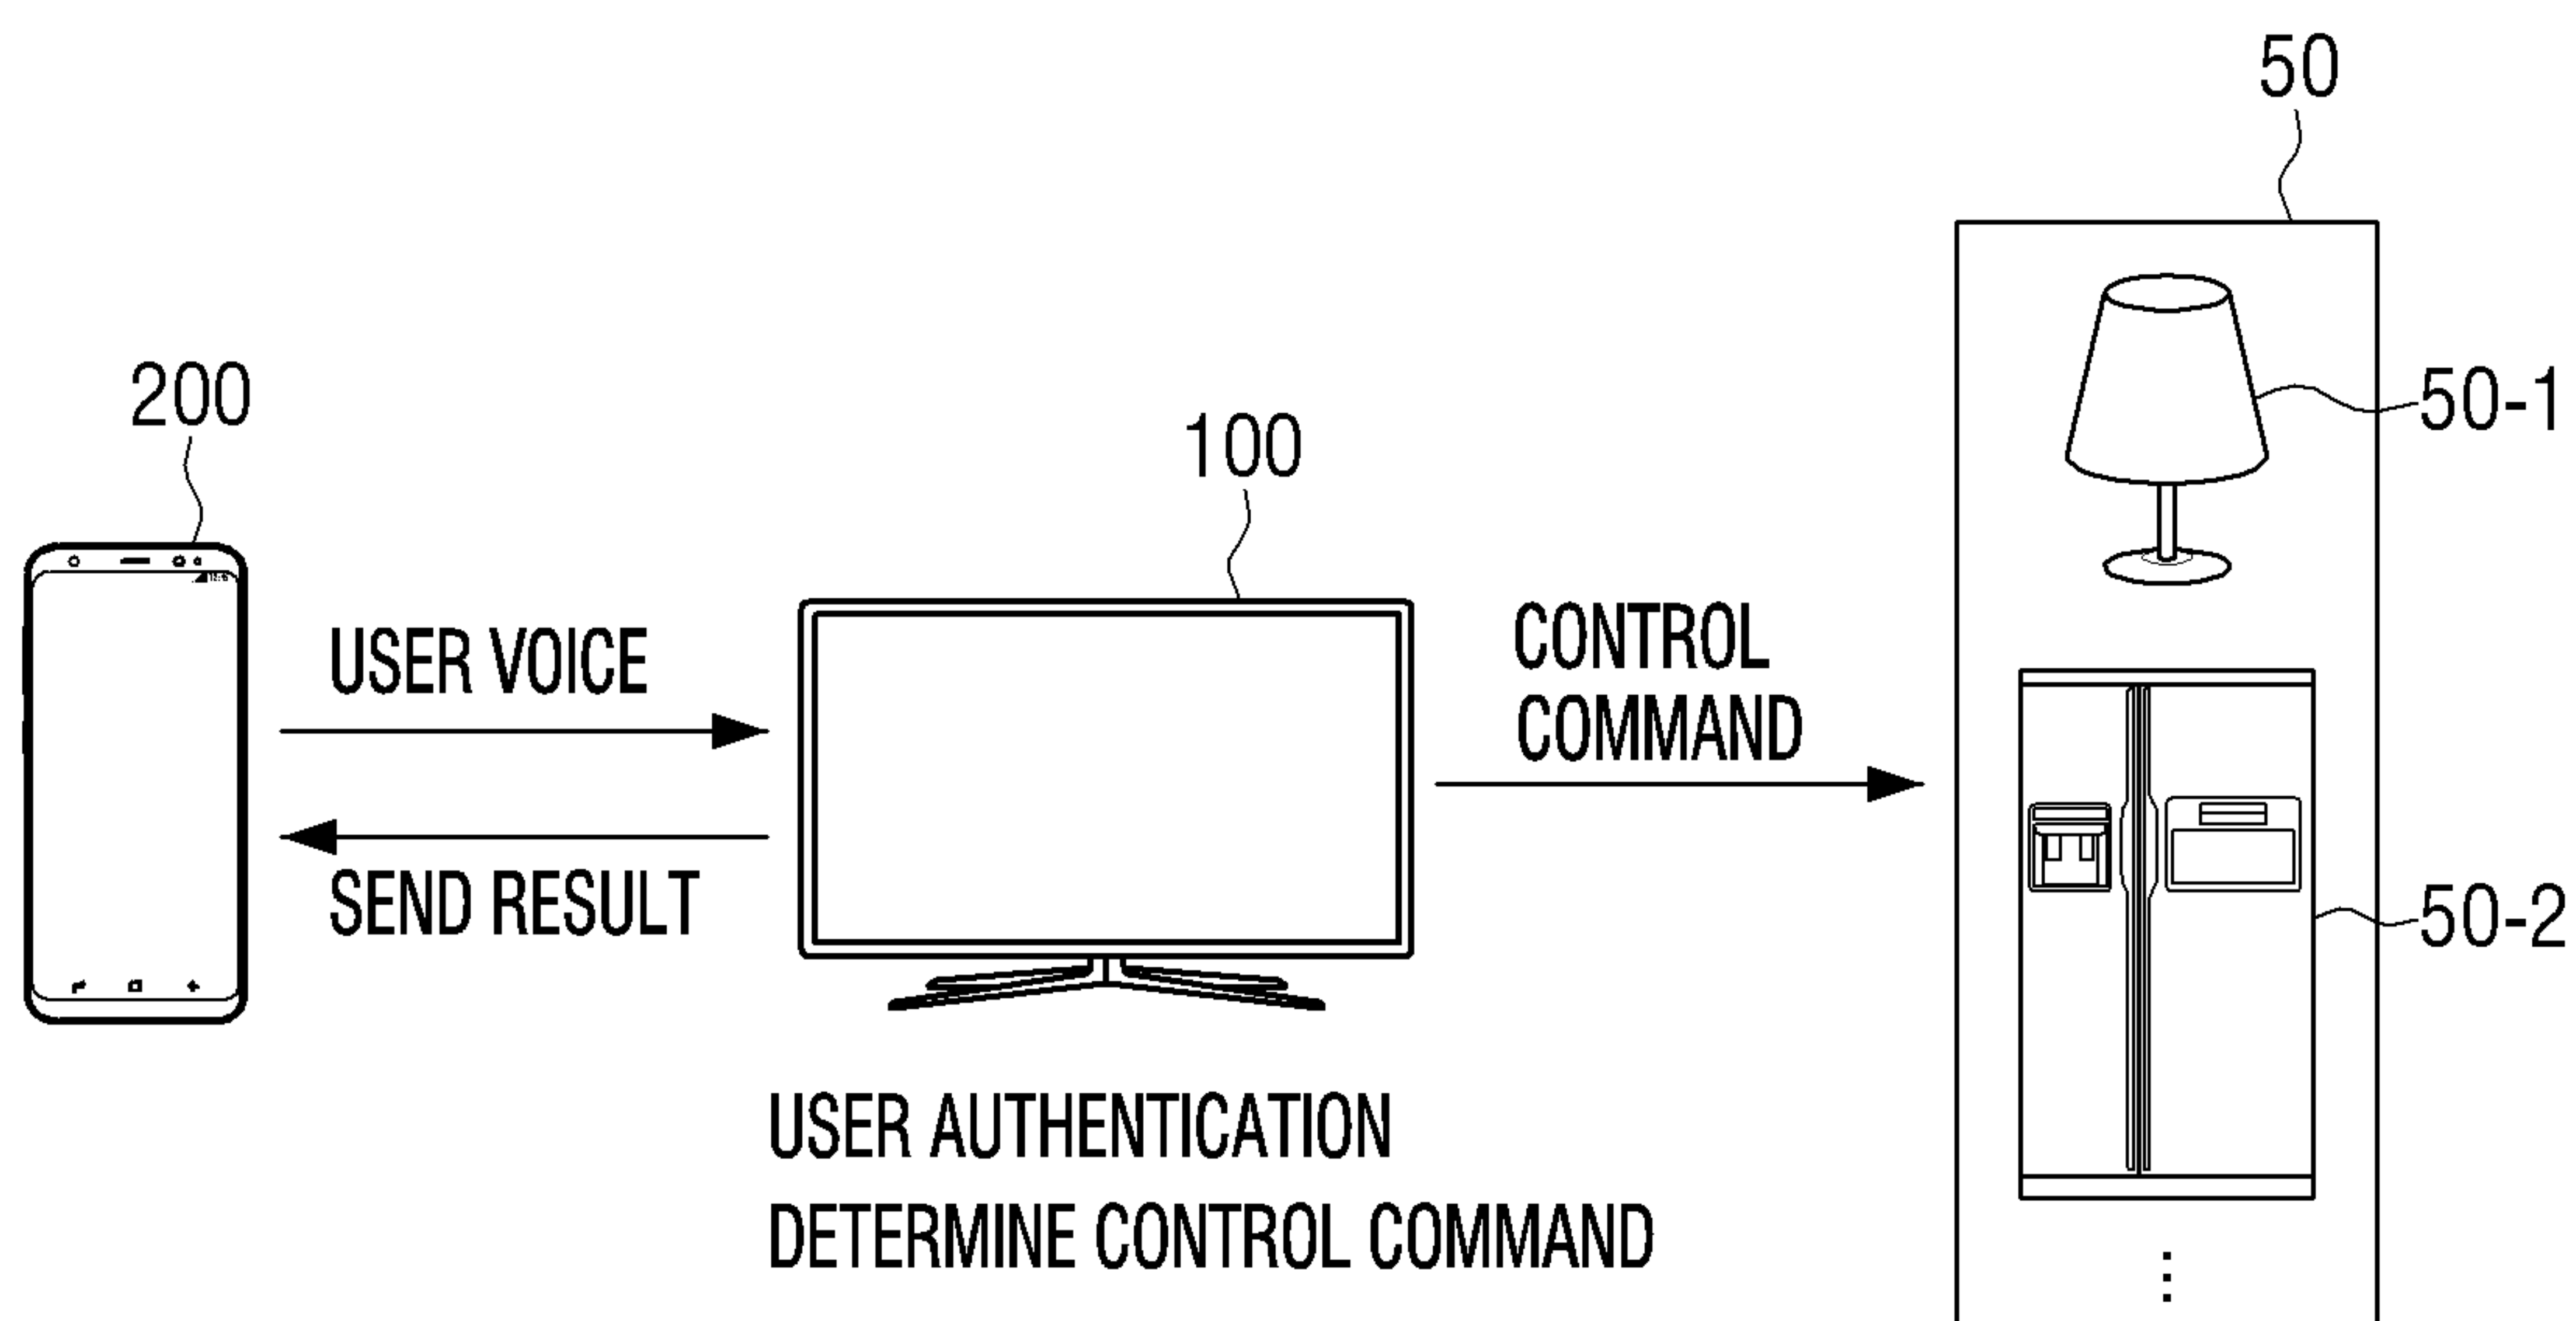 50
200
100
50-1
USER VOICE
CONTROL
COMMAND
SEND RESULT
50-2
USER AUTHENTICATION
DETERMINE CONTROL COMMAND